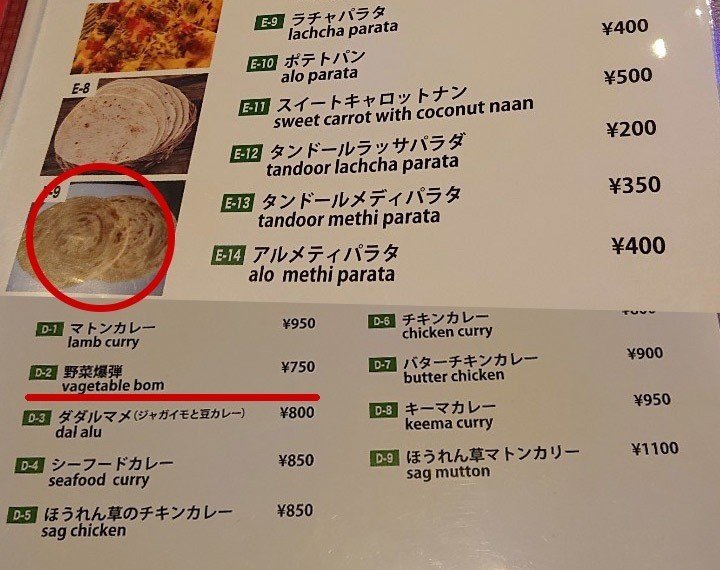 E-8
-9
E-9 ラチャパラタ
lachcha parata
E-10 ポテトパン ¥400
alo parata
E-11 スイートキャロットナン ¥500
sweet carrot with coconut naan
E-12 タンドールラッサパラダ ¥200
tandoor lachcha parata
E-13 タンドールメディパラタ ¥350
tandoor methi parata
E-14 アルメティパラタ ¥400
alo methi parata
D-1 マトンカレー ¥950
lamb curry
D-2 野菜爆弾 ¥750
vagetable bom
D-3 ダダルマメ(ジャガイモと豆カレー) ¥800
dal alu
D-4 シーフードカレー ¥850
seafood curry
D-5 ほうれん草のチキンカレー ¥850
sag chicken
D-6 チキンカレー
chicken curry
D-7 バターチキンカレー ¥900
butter chicken
D-8 キーマカレー ¥950
keema curry
D-9 ほうれん草マトンカリー ¥1100
sag mutton